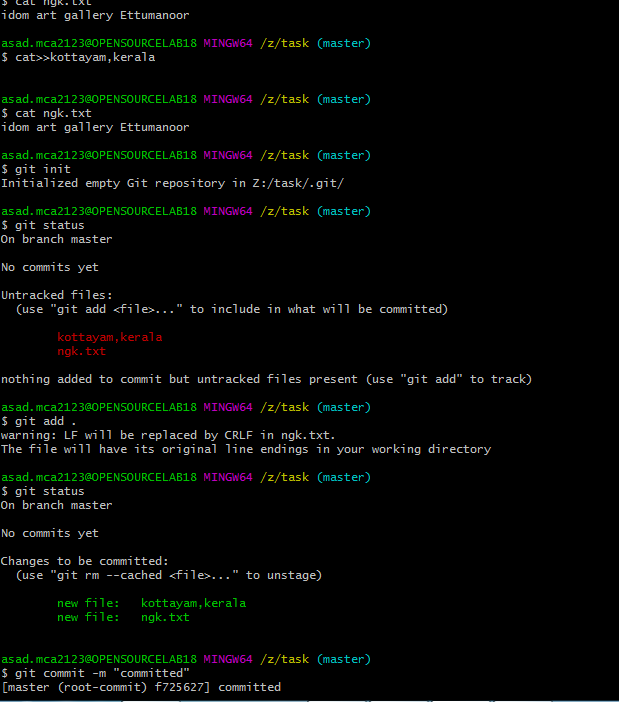 $ cat ngk.txt
idom art gallery Ettumanoor
asad.mca2123@OPENSOURCELAB18 MINGW64 /z/task (master)
$ cat>>kottayam,kerala
asad.mca2123@OPENSOURCELAB18 MINGW64 /z/task (master)
$ cat ngk.txt
idom art gallery Ettumanoor
asad.mca2123@OPENSOURCELAB18 MINGW64 /z/task (master)
$ git init
Initialized empty Git repository in Z:/task/.git/
asad.mca2123@OPENSOURCELAB18 MINGW64 /z/task (master)
$ git status
On branch master
No commits yet
Untracked files:
(use "git add <file>..." to include in what will be committed)
kottayam,kerala
ngk.txt
nothing added to commit but untracked files present (use "git add" to track)
asad.mca2123@OPENSOURCELAB18 MINGW64 /z/task (master)
$ git add .
warning: LF will be replaced by CRLF in ngk.txt.
The file will have its original line endings in your working directory
asad.mca2123@OPENSOURCELAB18 MINGW64 /z/task (master)
$ git status
On branch master
No commits yet
Changes to be committed:
(use "git rm --cached <file>..." to unstage)
new file: kottayam,kerala
new file: ngk.txt
asad.mca2123@OPENSOURCELAB18 MINGW64 /z/task (master)
$ git commit -m "committed"
[master (root-commit) f725627] committed